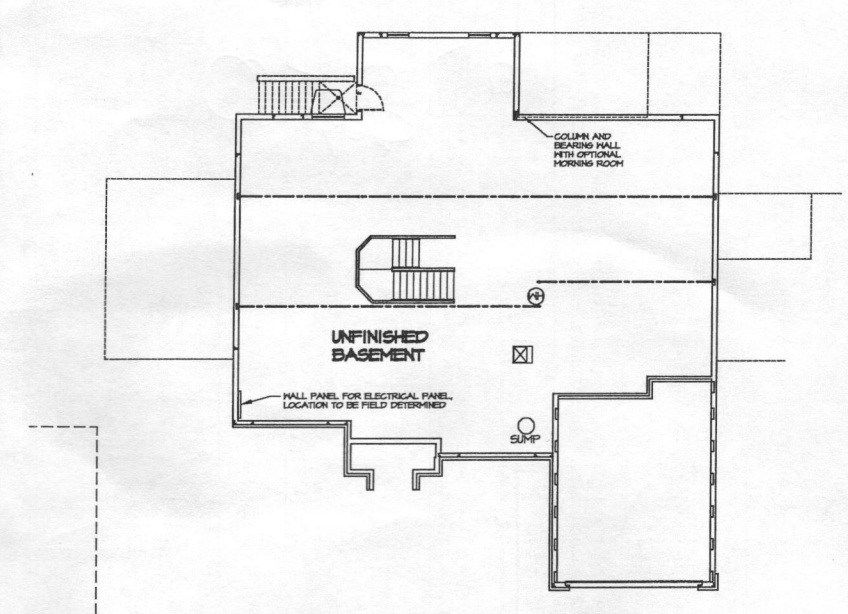 COLUMN AND
BEARING WALL
WITH OPTIONAL
MORNING ROOM
WH
UNFINISHED
BASEMENT
WALL PANEL FOR ELECTRICAL PANEL,
LOCATION TO BE FIELD DETERMINED
SUMP